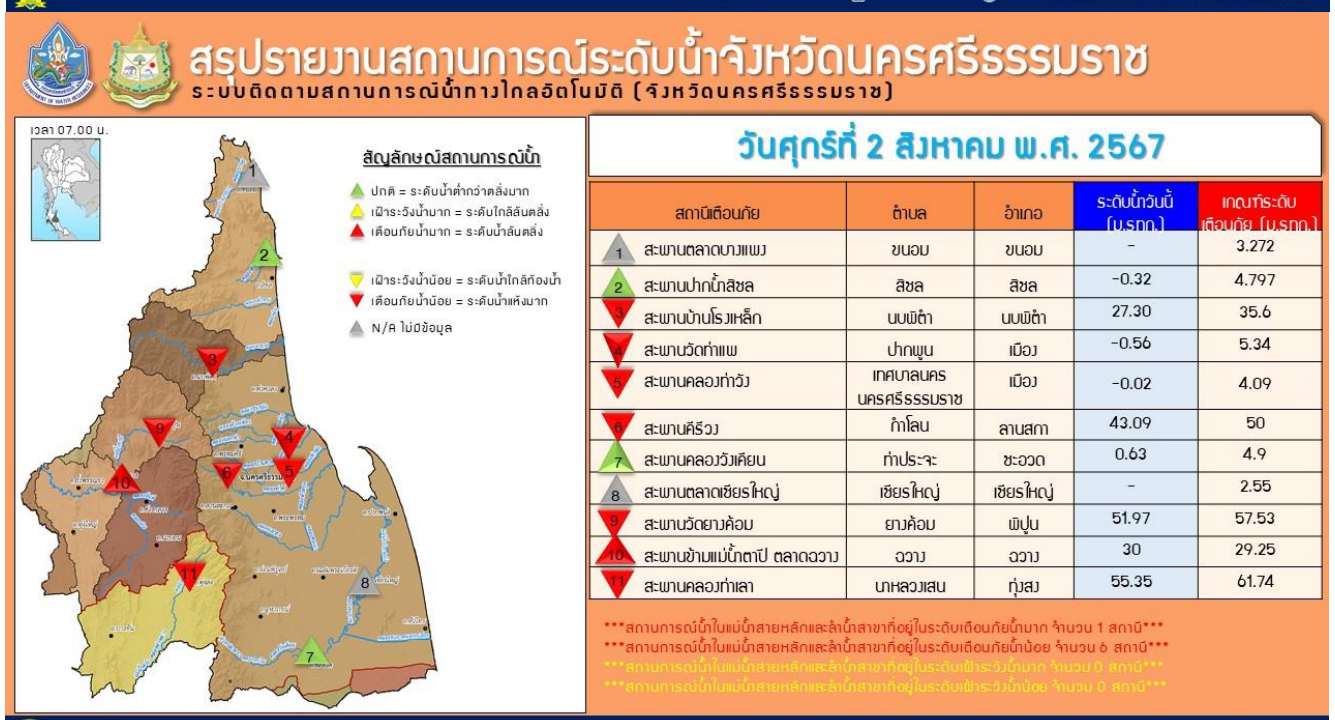 สรุปรายงานสถานการณ์ระดับน้ำจังหวัดนครศรีธรรมราช
ระบบติดตามสถานการณ์น้ำทางไกลอัตโนมัติ (จังหวัดนครศรีธรรมราช)
เวลา 07.00 น.
สัญลักษณ์สถานการณ์น้ำ
ปกติ = ระดับน้ำต่ำกว่าตลิ่งมาก
เฝ้าระวังน้ำมาก = ระดับใกล้ล้นตลิ่ง
เตือนภัยน้ำมาก = ระดับน้ำล้นตลิ่ง
เฝ้าระวังน้ำน้อย = ระดับน้ำใกล้ท้องน้ำ
เตือนภัยน้ำน้อย = ระดับน้ำแห้งมาก
N/A ไม่มีข้อมูล
1
2
3
9
4
10
6
5
11
8
7
วันศุกร์ที่ 2 สิงหาคม พ.ศ. 2567
สถานีเตือนภัย ตำบล อำเภอ ระดับน้ำวันนี้ (ม.รทก.) เกณฑ์ระดับเตือนภัย (ม.รทก.)
1 สะพานตลาดบางแพง ขนอม ขนอม - 3.272
2 สะพานปากน้ำสิชล สิชล สิชล -0.32 4.797
3 สะพานบ้านโรงเหล็ก นบพิตำ นบพิตำ 27.30 35.6
4 สะพานวัดท่าแพ ปากพูน เมือง -0.56 5.34
5 สะพานคลองท่าวัง เทศบาลนครนครศรีธรรมราช เมือง -0.02 4.09
6 สะพานคีรีวง กำโลน ลานสกา 43.09 50
7 สะพานคลองวังเคียน ท่าประจะ ชะอวด 0.63 4.9
8 สะพานตลาดเชียรใหญ่ เชียรใหญ่ เชียรใหญ่ - 2.55
9 สะพานวัดยางค้อม ยางค้อม พิปูน 51.97 57.53
10 สะพานข้ามแม่น้ำตาปี ตลาดฉวาง ฉวาง ฉวาง 30 29.25
11 สะพานคลองท่าเลา นาหลวงเสน ทุ่งสง 55.35 61.74
***สถานการณ์น้ำในแม่น้ำสายหลักและลำน้ำสาขาที่อยู่ในระดับเตือนภัยน้ำมาก จำนวน 1 สถานี***
***สถานการณ์น้ำในแม่น้ำสายหลักและลำน้ำสาขาที่อยู่ในระดับเตือนภัยน้ำน้อย จำนวน 6 สถานี***
***สถานการณ์น้ำในแม่น้ำสายหลักและลำน้ำสาขาที่อยู่ในระดับเฝ้าระวังน้ำมาก จำนวน 0 สถานี***
***สถานการณ์น้ำในแม่น้ำสายหลักและลำน้ำสาขาที่อยู่ในระดับเฝ้าระวังน้ำน้อย จำนวน 0 สถานี***